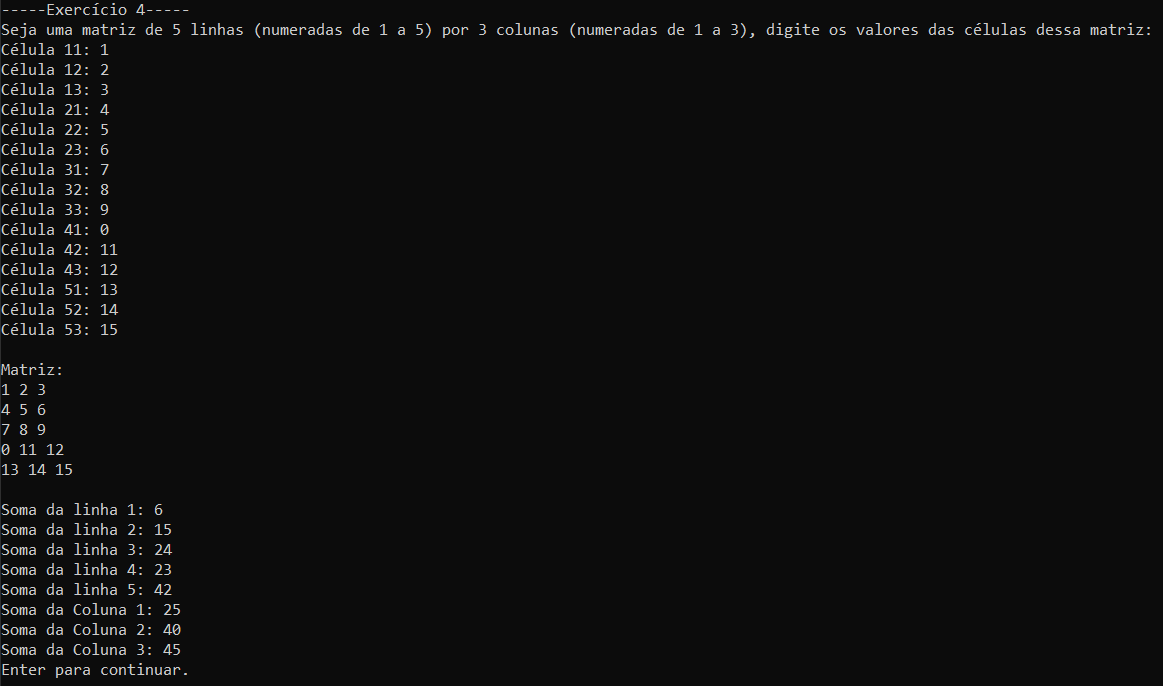 -----Exercício 4-----
Seja uma matriz de 5 linhas (numeradas de 1 a 5) por 3 colunas (numeradas de 1 a 3), digite os valores das células dessa matriz:
Célula 11: 1
Célula 12: 2
Célula 13: 3
Célula 21: 4
Célula 22: 5
Célula 23: 6
Célula 31: 7
Célula 32: 8
Célula 33: 9
Célula 41: 0
Célula 42: 11
Célula 43: 12
Célula 51: 13
Célula 52: 14
Célula 53: 15

Matriz:
1 2 3
4 5 6
7 8 9
0 11 12
13 14 15

Soma da linha 1: 6
Soma da linha 2: 15
Soma da linha 3: 24
Soma da linha 4: 23
Soma da linha 5: 42
Soma da Coluna 1: 25
Soma da Coluna 2: 40
Soma da Coluna 3: 45
Enter para continuar.